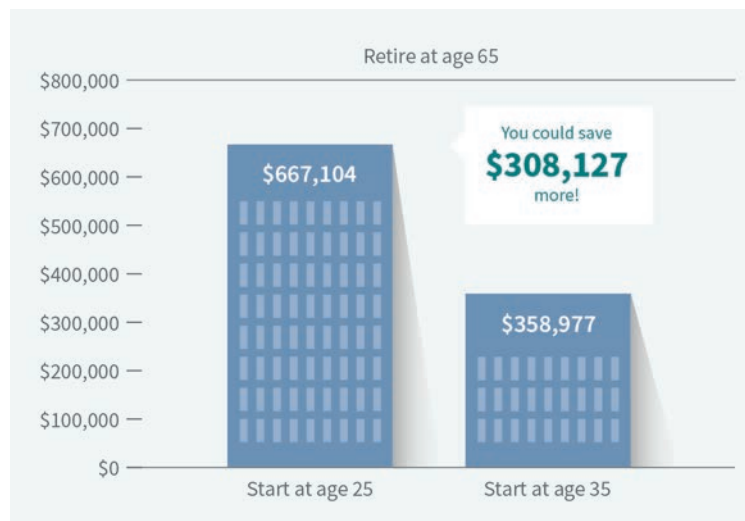 Retire at age 65
$800,000
$700,000
$600,000
$500,000
$400,000
$300,000
$200,000
$100,000
$0
$667,104
You could save
$308,127
more!
$358,977
Start at age 25
Start at age 35